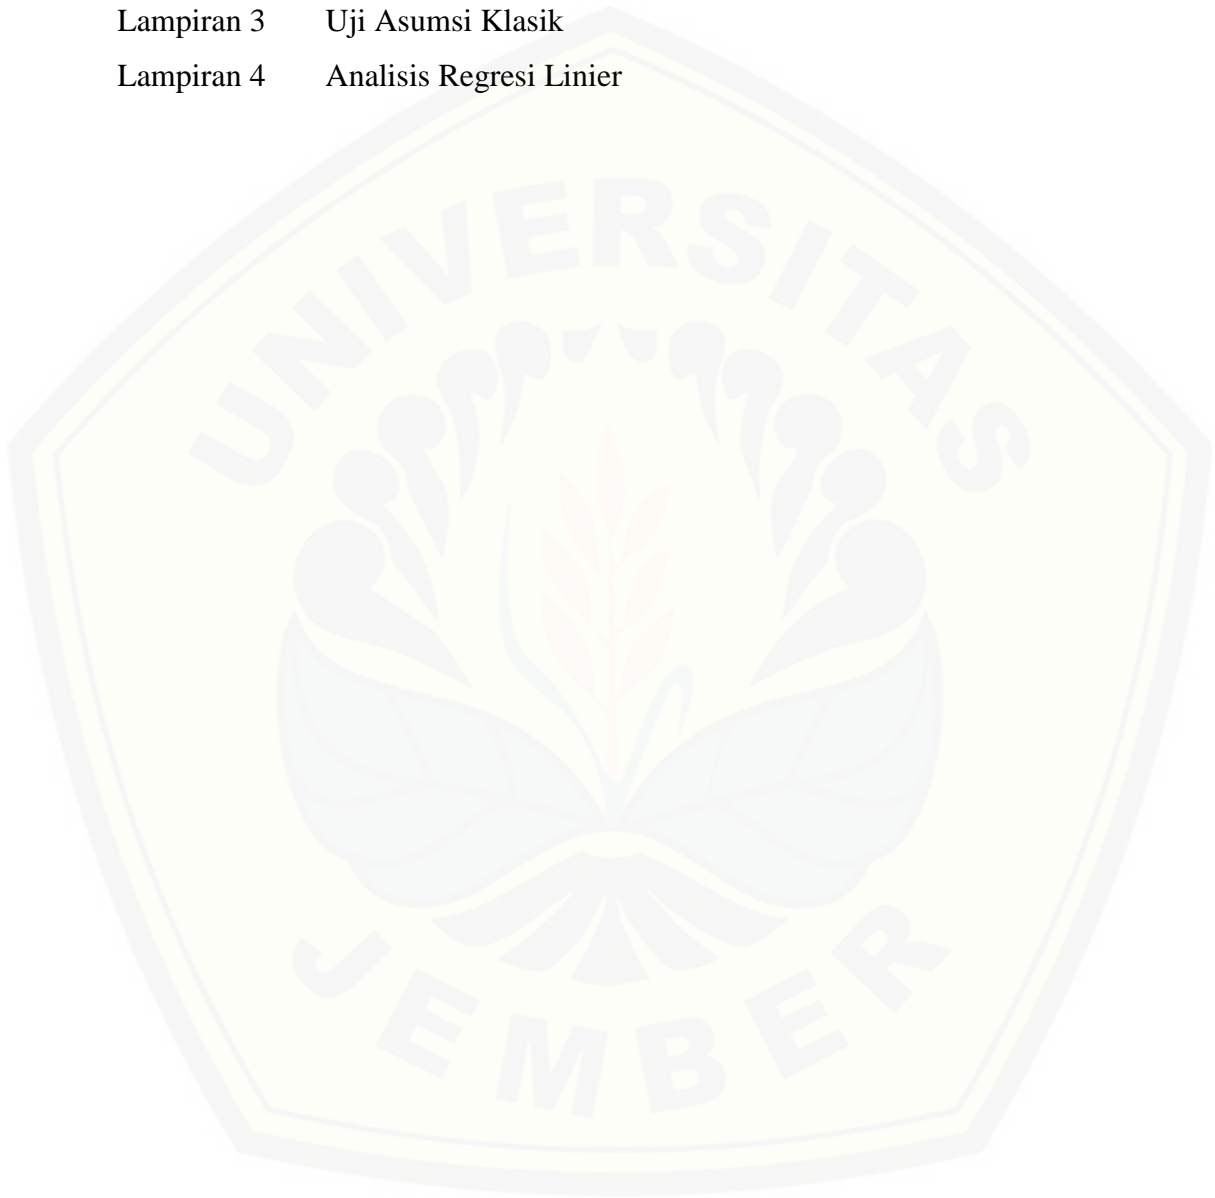 Lampiran 3 Uji Asumsi Klasik
Lampiran 4 Analisis Regresi Linier
UNIVERSITAS
JEMBER